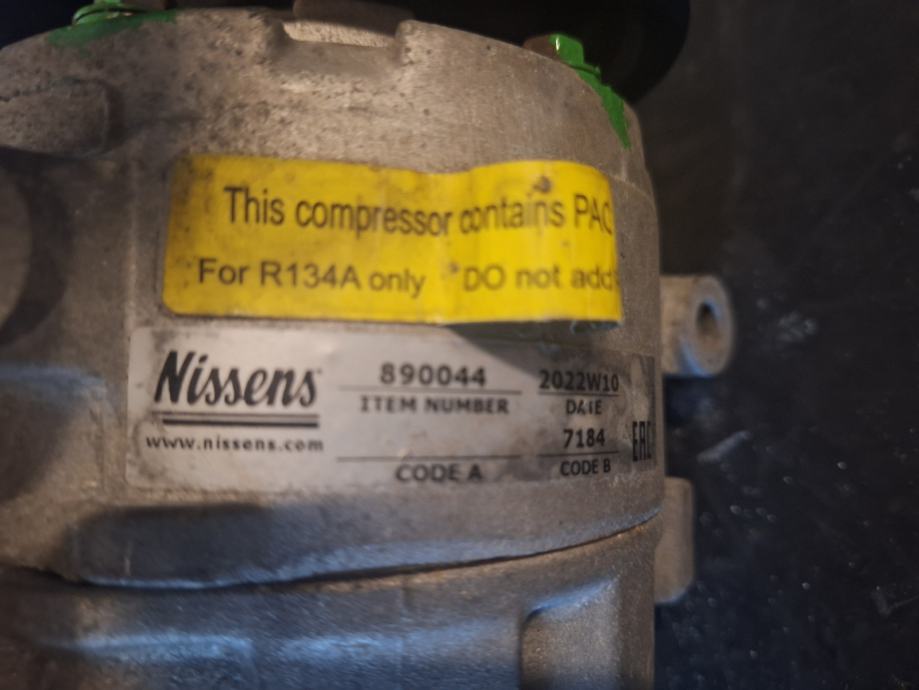 This compressor contains PAG
For R134A only *DO not add
Nissens
www.nissens.com
890044
ITEM NUMBER
CODE A
2022W10
DATE
7184
CODE B
EAC